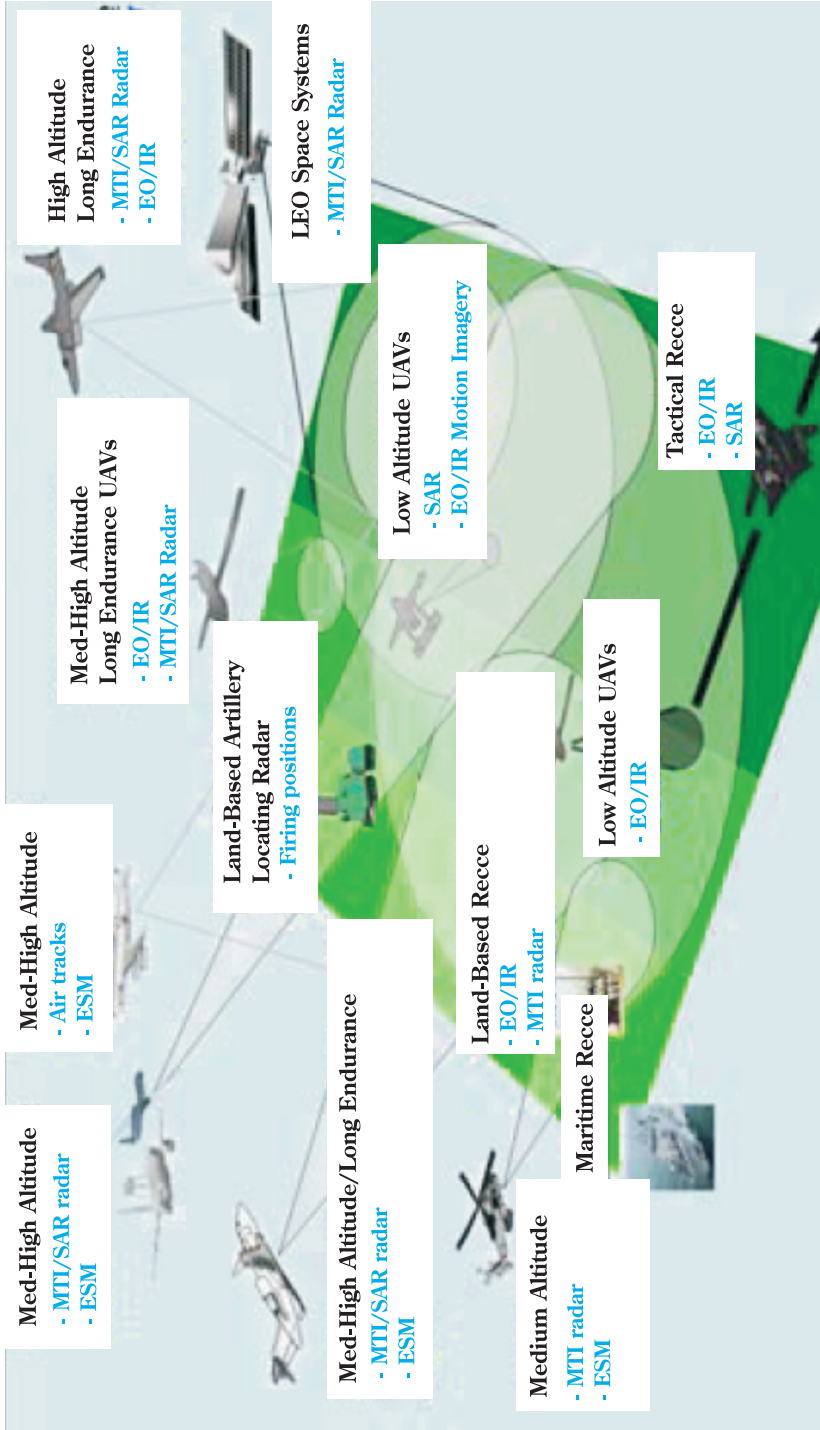 Med-High Altitude
- MTI/SAR radar
- ESM
Med-High Altitude
- Air tracks
- ESM
Med-High Altitude
Long Endurance UAVs
- EO/IR
- MTI/SAR Radar
High Altitude
Long Endurance
- MTI/SAR Radar
- EO/IR
Land-Based Artillery
Locating Radar
- Firing positions
LEO Space Systems
- MTI/SAR Radar
Med-High Altitude/Long Endurance
- MTI/SAR radar
- ESM
Low Altitude UAVs
- SAR
- EO/IR Motion Imagery
Land-Based Recce
- EO/IR
- MTI radar
Medium Altitude
- MTI radar
- ESM
Maritime Recce
Low Altitude UAVs
- EO/IR
Tactical Recce
- EO/IR
- SAR